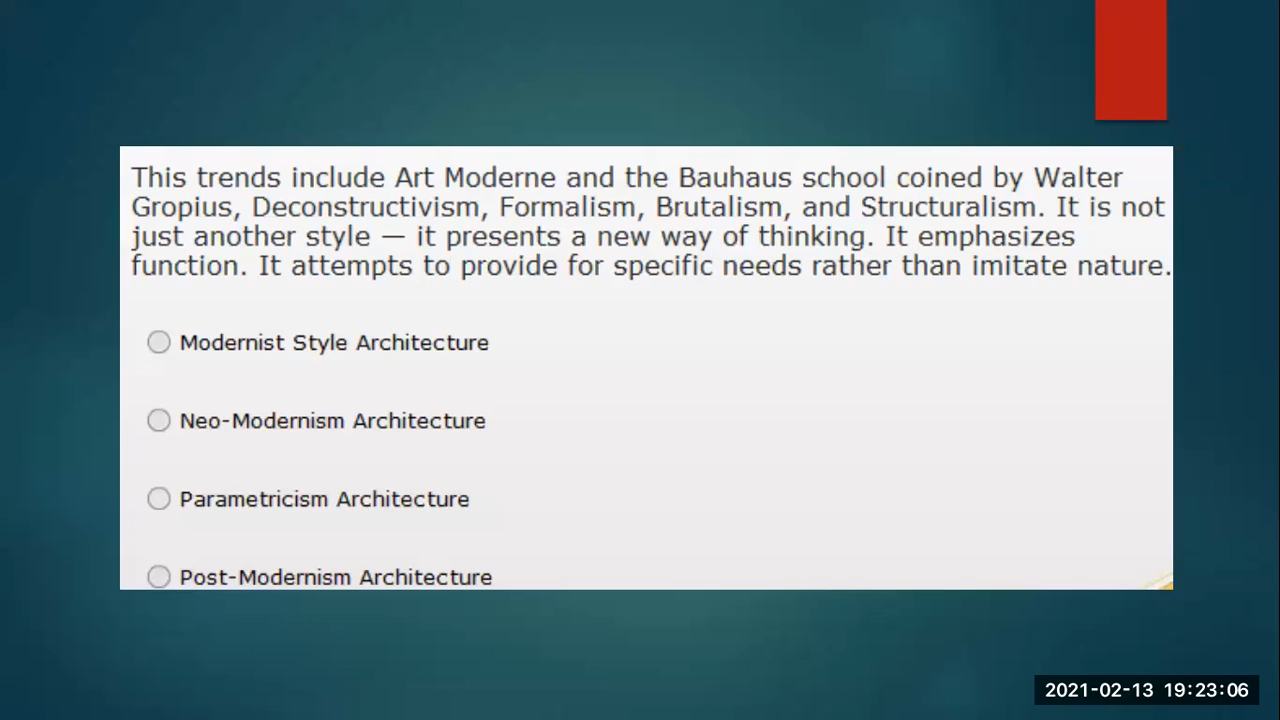 This trends include Art Moderne and the Bauhaus school coined by Walter
Gropius, Deconstructivism, Formalism, Brutalism, and Structuralism. It is not
just another style — it presents a new way of thinking. It emphasizes
function. It attempts to provide for specific needs rather than imitate nature.
Modernist Style Architecture
Neo-Modernism Architecture
Parametricism Architecture
Post-Modernism Architecture
2021-02-13 19:23:06